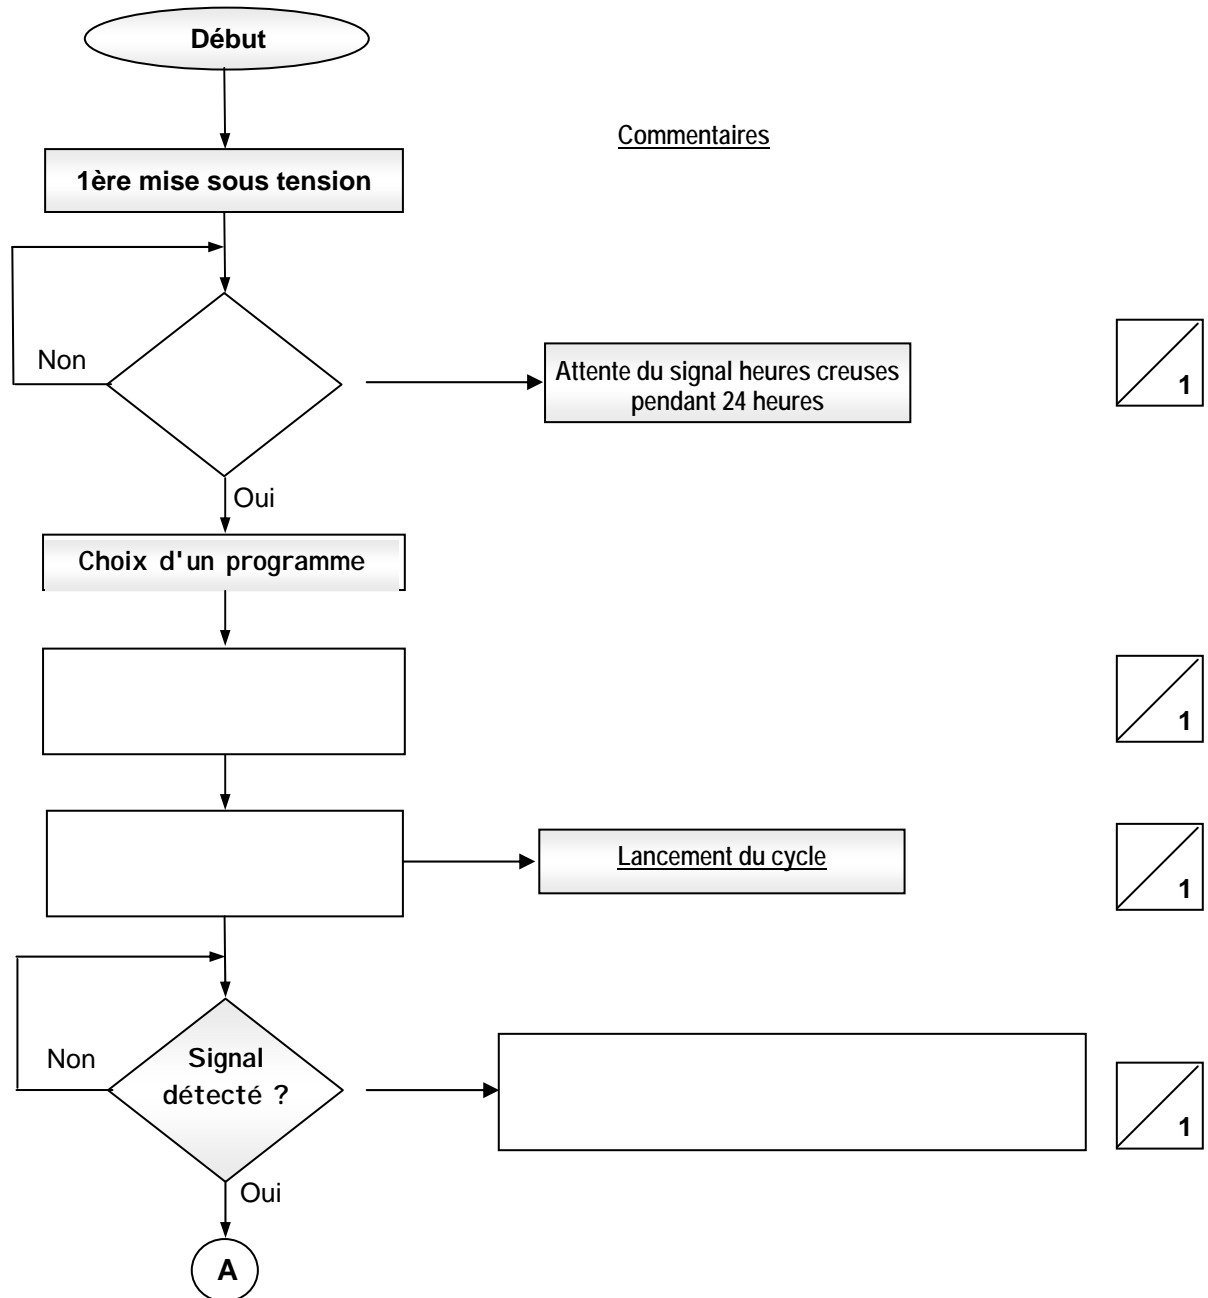 Début
Commentaires
1ère mise sous tension
Non
Attente du signal heures creuses
pendant 24 heures
1
Oui
Choix d'un programme
1
Lancement du cycle
1
Non
Signal
détecté ?
1
Oui
A